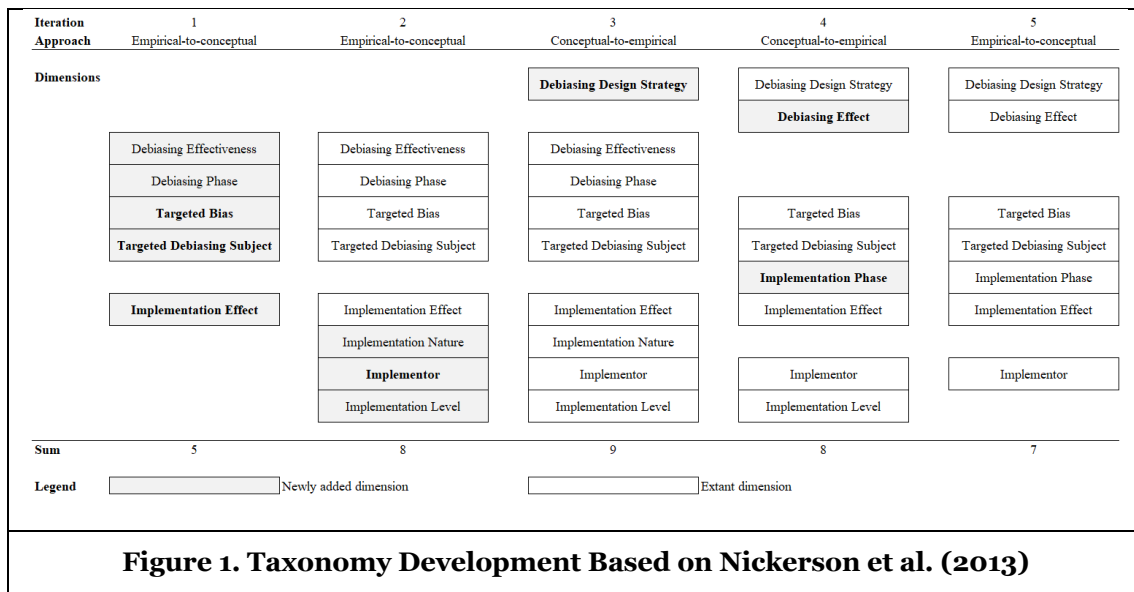 Iteration 1 2 3 4 5
Approach Empirical-to-conceptual Empirical-to-conceptual Conceptual-to-empirical Conceptual-to-empirical Empirical-to-conceptual
Dimensions Debiasing Design Strategy Debiasing Design Strategy Debiasing Design Strategy
Debiasing Effect Debiasing Effect
Debiasing Effectiveness Debiasing Effectiveness Debiasing Effectiveness
Debiasing Phase Debiasing Phase Debiasing Phase
Targeted Bias Targeted Bias Targeted Bias Targeted Bias Targeted Bias
Targeted Debiasing Subject Targeted Debiasing Subject Targeted Debiasing Subject Targeted Debiasing Subject Targeted Debiasing Subject
Implementation Phase Implementation Phase
Implementation Effect Implementation Effect Implementation Effect Implementation Effect Implementation Effect
Implementation Nature Implementation Nature
Implementor Implementor Implementor Implementor
Implementation Level Implementation Level Implementation Level
Sum 5 8 9 8 7
Legend Newly added dimension Extant dimension
Figure 1. Taxonomy Development Based on Nickerson et al. (2013)